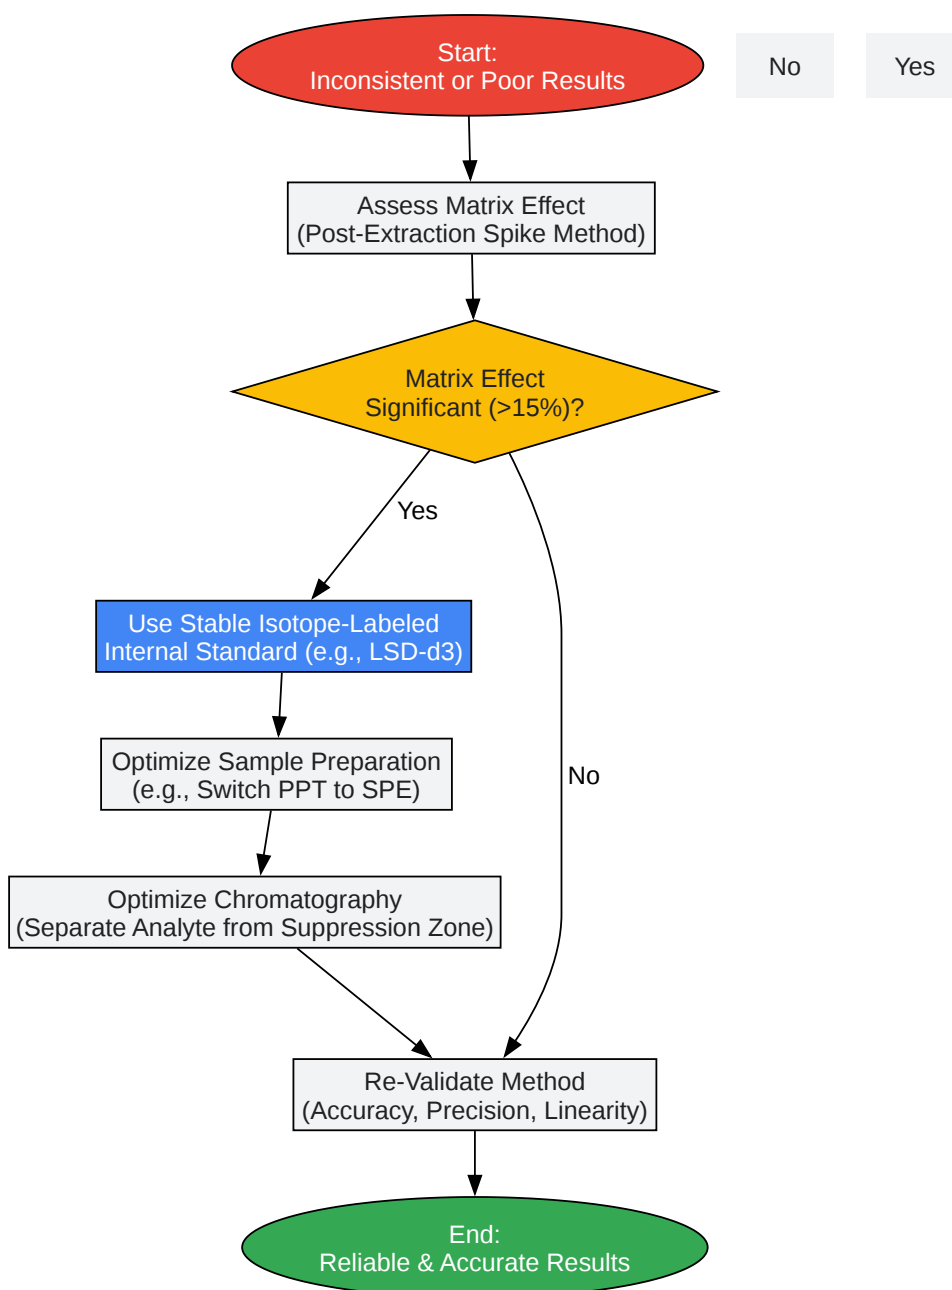 Start:
Inconsistent or Poor Results
No
Yes
Assess Matrix Effect
(Post-Extraction Spike Method)
Matrix Effect
Significant (>15%)?
Yes
Use Stable Isotope-Labeled
Internal Standard (e.g., LSD-d3)
Optimize Sample Preparation
(e.g., Switch PPT to SPE)
No
Optimize Chromatography
(Separate Analyte from Suppression Zone)
Re-Validate Method
(Accuracy, Precision, Linearity)
End:
Reliable & Accurate Results